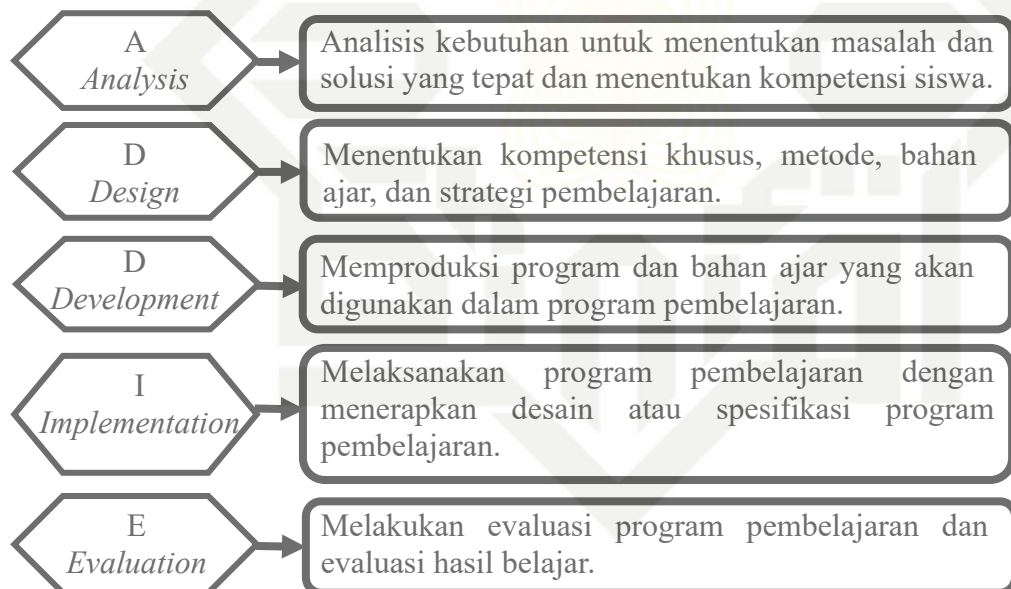 A
Analysis
Analisis kebutuhan untuk menentukan masalah dan
solusi yang tepat dan menentukan kompetensi siswa.
D
Design
Menentukan kompetensi khusus, metode, bahan
ajar, dan strategi pembelajaran.
D
Development
Memproduksi program dan bahan ajar yang akan
digunakan dalam program pembelajaran.
I
Implementation
Melaksanakan program pembelajaran dengan
menerapkan desain atau spesifikasi program
pembelajaran.
E
Evaluation
Melakukan evaluasi program pembelajaran dan
evaluasi hasil belajar.